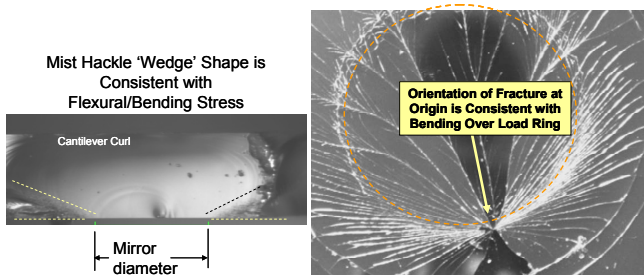 Mist Hackle ‘Wedge’ Shape is
Consistent with
Flexural/Bending Stress
Cantilever Curl
Mirror
diameter
Orientation of Fracture at
Origin is Consistent with
Bending Over Load Ring